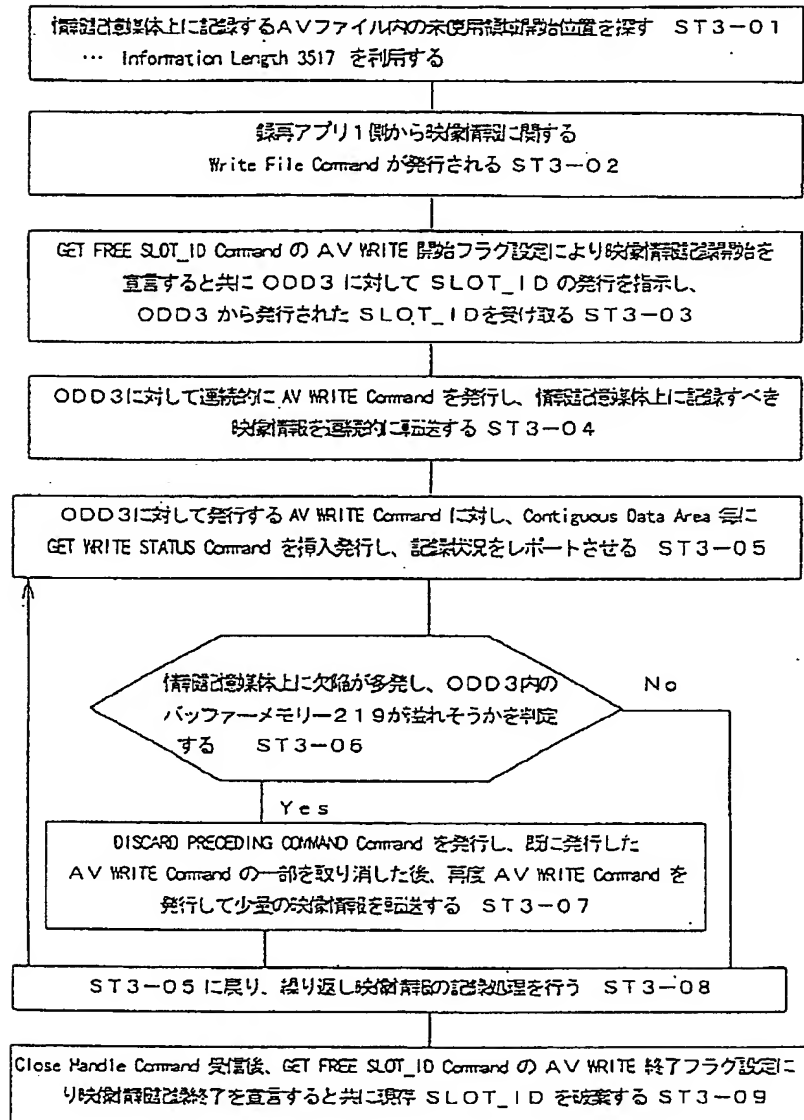 情報記憶媒体上に記録するAVファイル内の未使用領域開始位置を探す ST3-01
… Information Length 3517 を利用する
録再アプリ1側から映像情報に関する
Write File Command が発行される ST3-02
GET FREE SLOT_ID Command の AV WRITE 開始フラグ設定により映像情報記録開始を
宣言すると共に ODD3 に対して SLOT_ID の発行を指示し、
ODD3 から発行された SLOT_IDを受け取る ST3-03
ODD3に対して連続的に AV WRITE Command を発行し、情報記憶媒体上に記録すべき
映像情報を連続的に転送する ST3-04
ODD3に対して発行する AV WRITE Command に対し、Contiguous Data Area 毎に
GET WRITE STATUS Command を挿入発行し、記録状況をレポートさせる ST3-05
情報記憶媒体上に欠陥が多発し、ODD3内の
No
バッファーメモリー219が溢れそうかを判定
する ST3-06
Yes
DISCARD PRECEDING COMMAND Command を発行し、既に発行した
AV WRITE Command の一部を取り消した後、再度 AV WRITE Command を
発行して少量の映像情報を転送する ST3-07
ST3-05 に戻り、繰り返し映像情報の記録処理を行う ST3-08
Close Handle Command 受信後、GET FREE SLOT_ID Command の AV WRITE 終了フラグ設定に
り映像情報記録終了を宣言すると共に現存 SLOT_ID を破棄する ST3-09